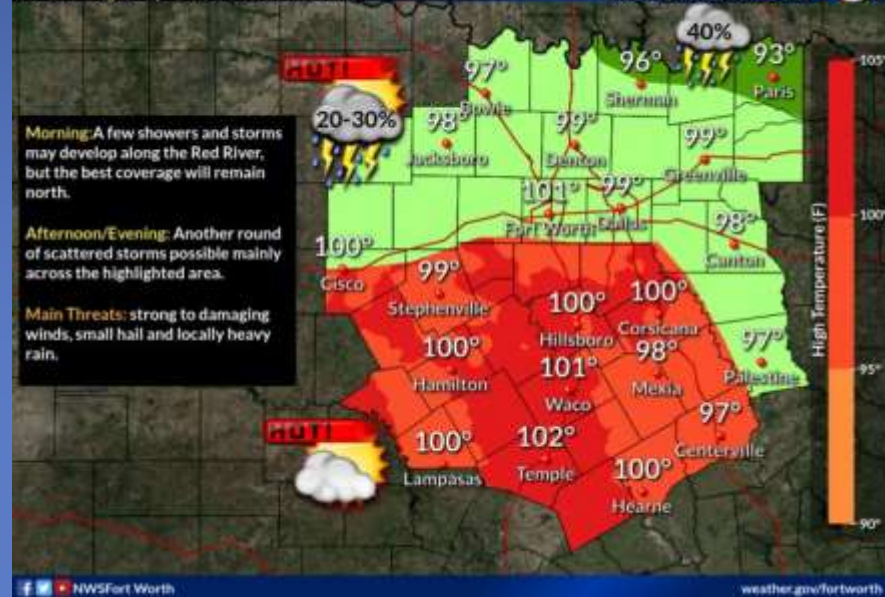 40%
HOT!
97°
Bowie
96°
Sherman
93°
Paris
105°
20-30%
98°
Jacksboro
99°
Denton
99°
Greenville
Morning:A few showers and storms
may develop along the Red River,
but the best coverage will remain
north.
Afternoon/Evening: Another round
of scattered storms possible mainly
across the highlighted area.
Main Threats: strong to damaging
winds, small hail and locally heavy
rain.
101°
Fort Worth
99°
Dallas
98°
Canton
100°
100°
Cisco
99°
Stephenville
100°
Hillsboro
100°
Corsicana
High Temperature (F)
100°
Hamilton
101°
Waco
98°
Mexia
97°
Palestine
95°
HOT!
100°
Lampasas
102°
Temple
97°
Centerville
100°
Hearne
90°
NWSFort Worth
weather.gov/fortworth